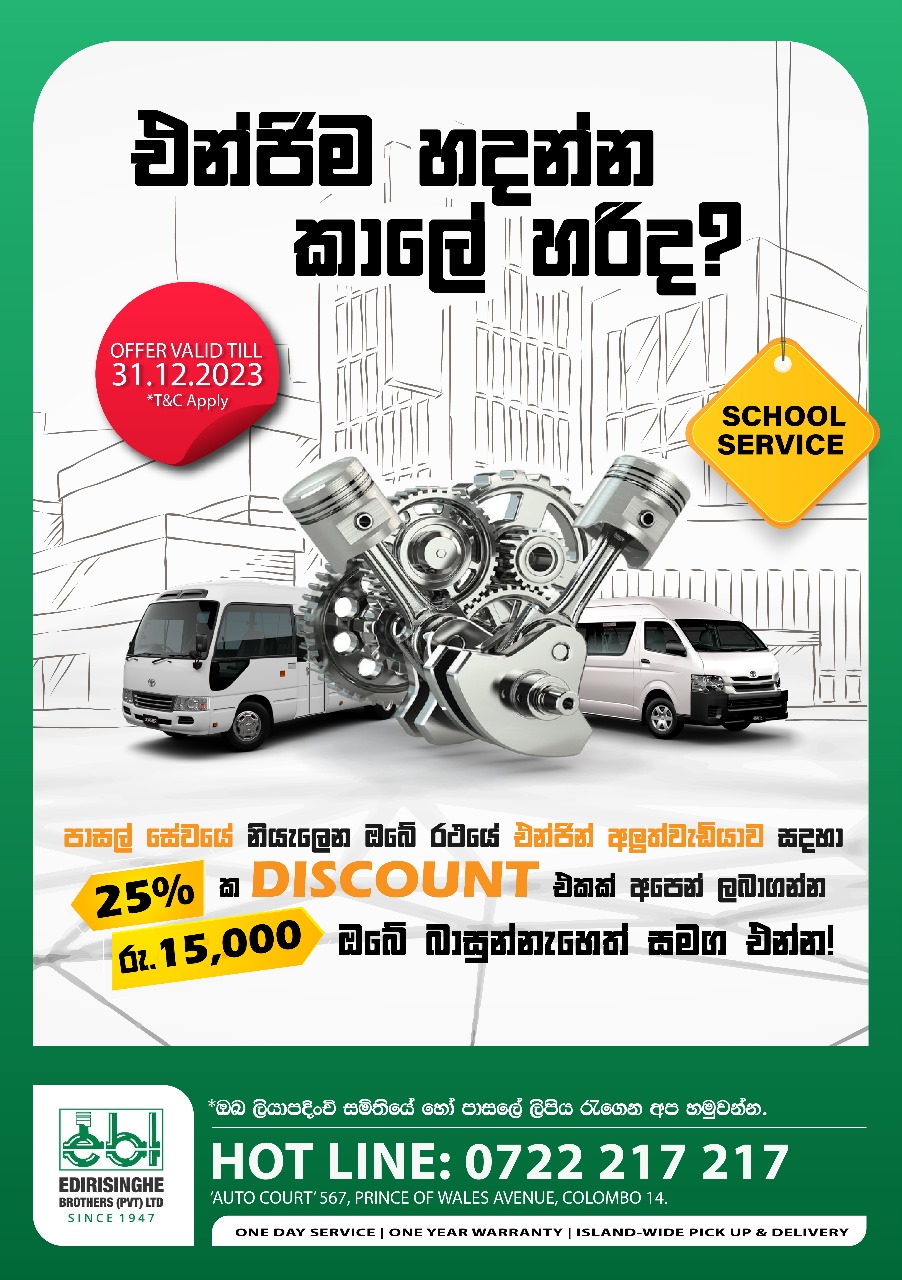 එන්ජිම හදන්න
කාලේ හරිද?
OFFER VALID TILL
31.12.2023
*T&C Apply
SCHOOL
SERVICE
පාසල් සේවයේ නියැලෙන ඔබේ රථයේ එන්ජින් අලුත්වැඩියාව සදහා
25% ක DISCOUNT එකක් අපෙන් ලබාගන්න
රු.15,000 ඔබේ බාසුන්නැහෙත් සමග එන්න!
*ඔබ ලියාපදිංචි සමිතියේ හෝ පාසලේ ලිපිය රැගෙන අප හමුවන්න.
HOT LINE: 0722 217 217
'AUTO COURT' 567, PRINCE OF WALES AVENUE, COLOMBO 14.
ebl
EDIRISINGHE
BROTHERS (PVT) LTD
SINCE 1947
ONE DAY SERVICE | ONE YEAR WARRANTY | ISLAND-WIDE PICK UP & DELIVERY